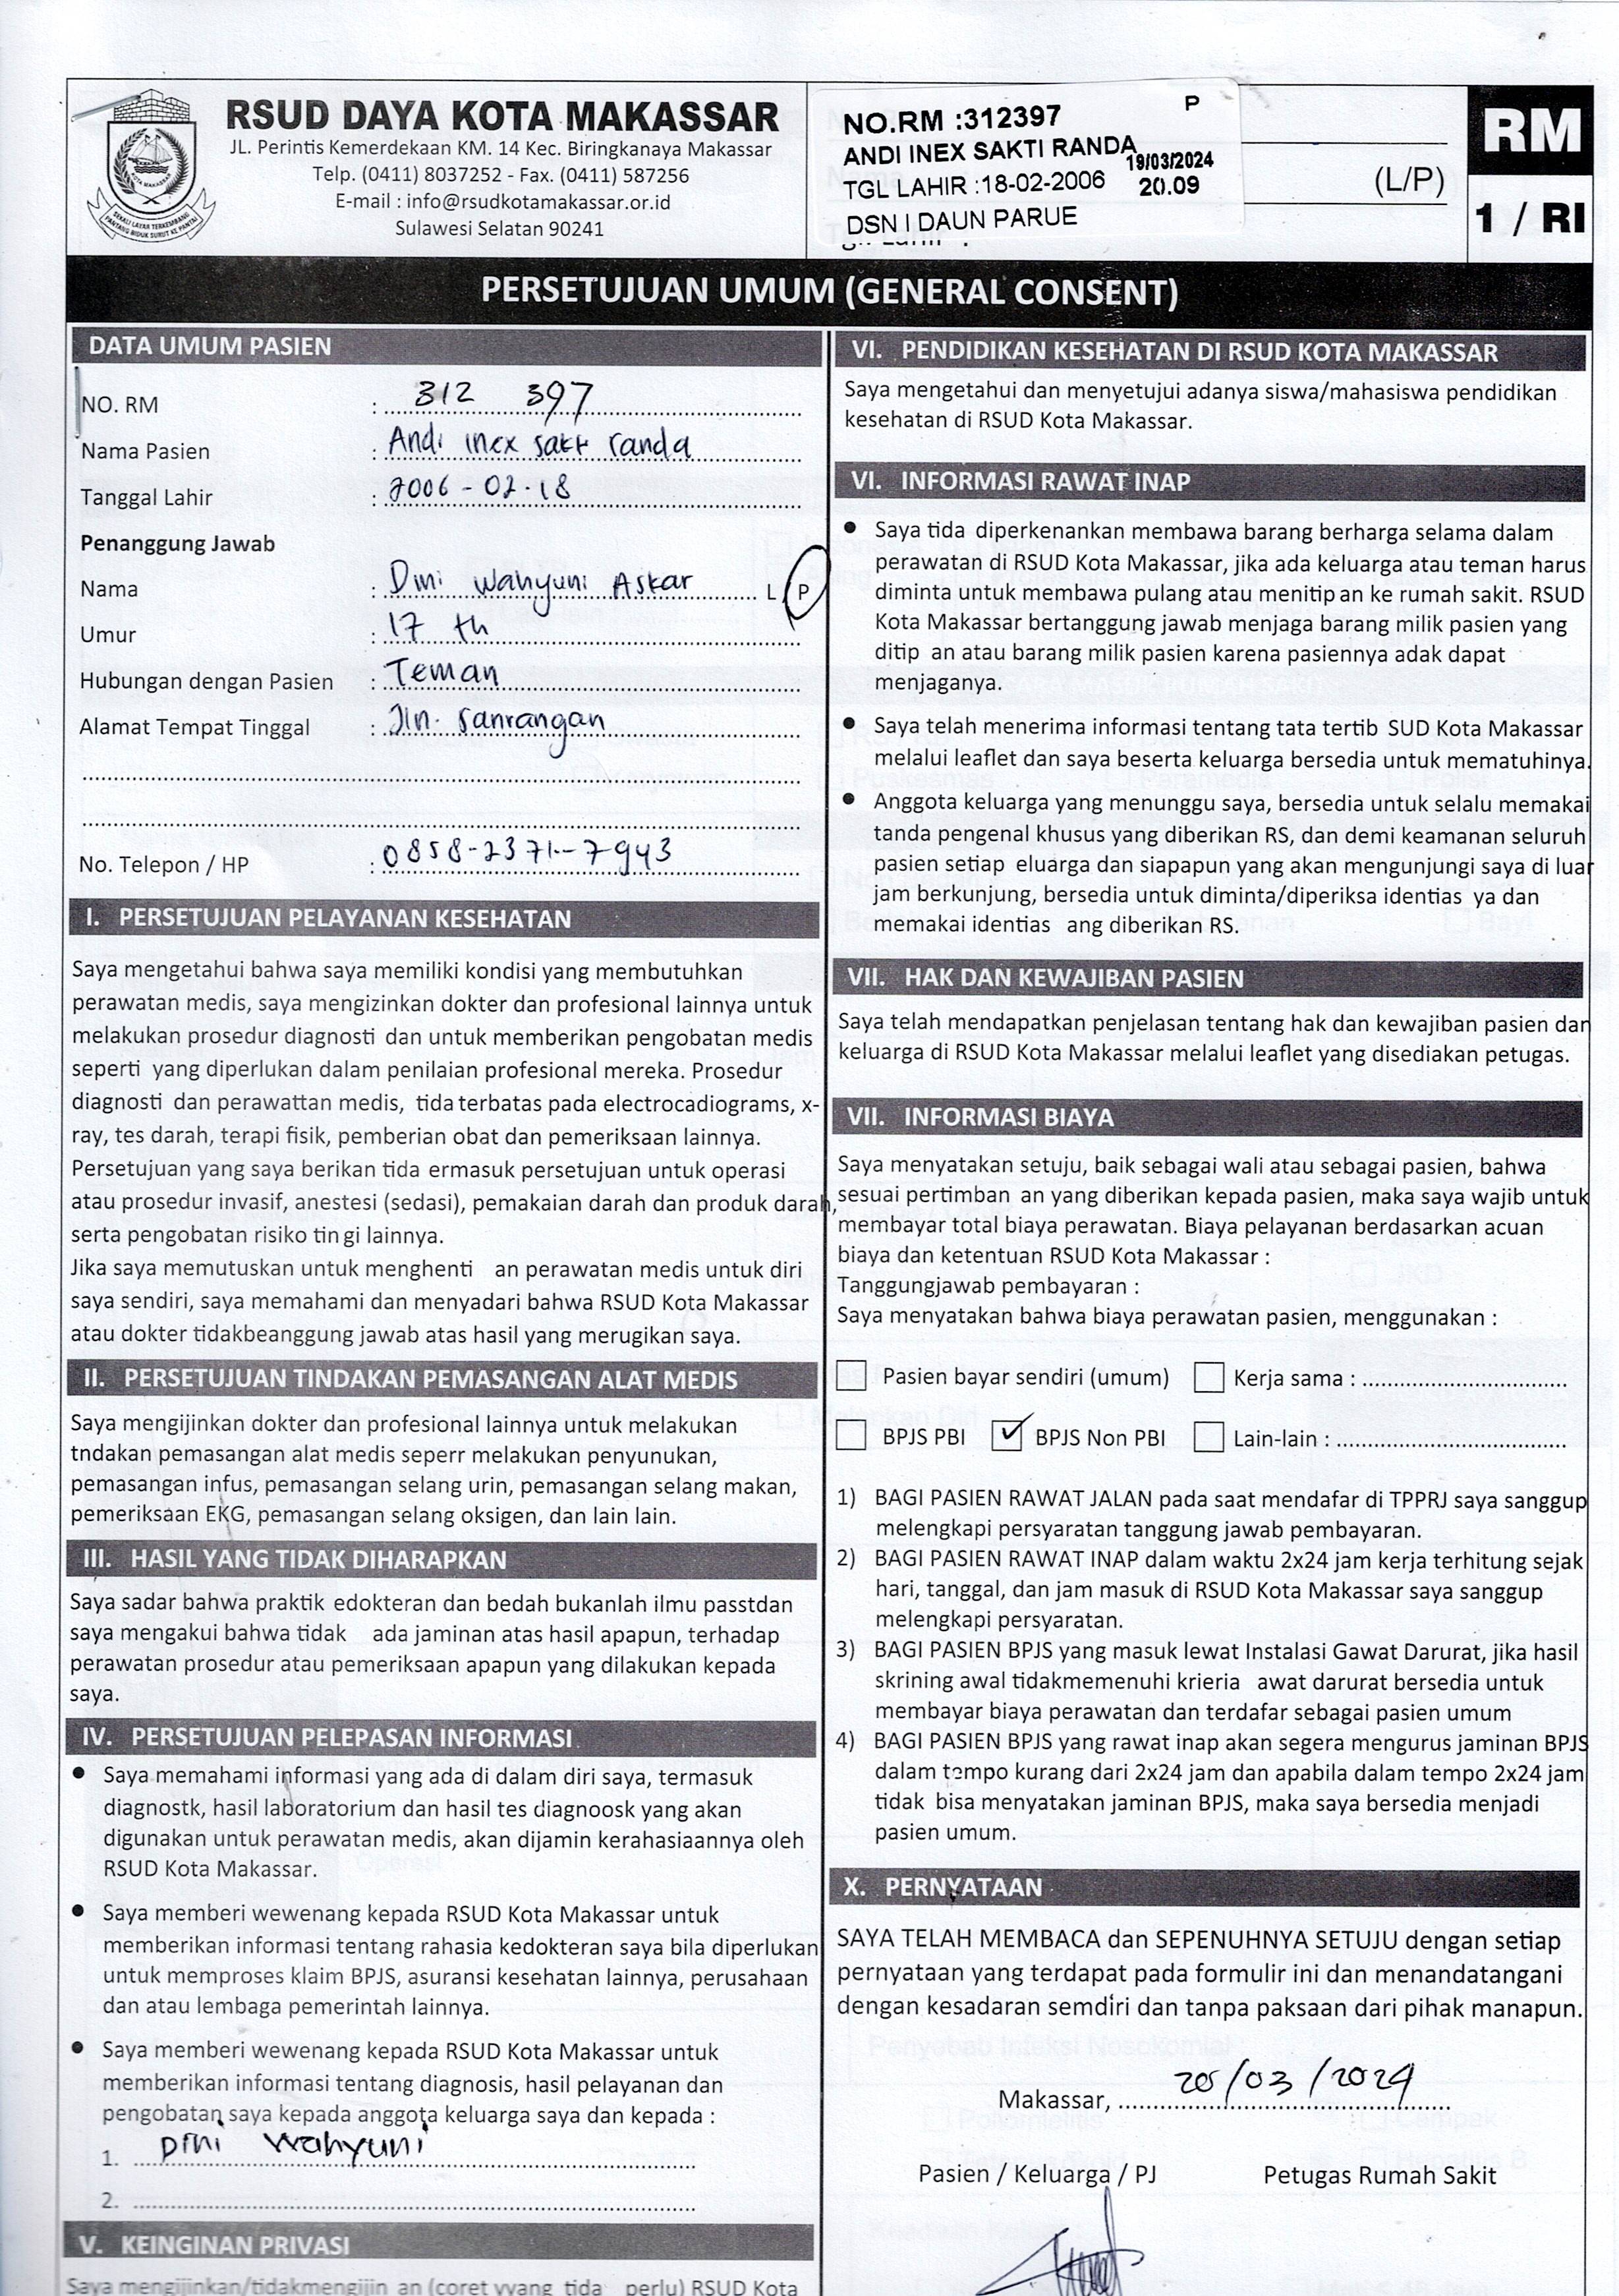 RSUD DAYA KOTA MAKASSAR
JL. Perintis Kemerdekaan KM. 14 Kec. Biringkanaya Makassar
Telp. (0411) 8037252 - Fax. (0411) 587256
E-mail : info@rsudkotamakassar.or.id
Sulawesi Selatan 90241
NO.RM :312397 P
ANDI INEX SAKTI RANDA 19/03/2024
TGL LAHIR :18-02-2006 20.09
DSN I DAUN PARUE
(L/P)
RM
1 / RI
PERSETUJUAN UMUM (GENERAL CONSENT)
DATA UMUM PASIEN
NO. RM : 312 397
Nama Pasien : Andi inex sakti randa
Tanggal Lahir : 2006 - 02 - 18
Penanggung Jawab
Nama : Dini Wahyuni Askar L/P
Umur : 17 th
Hubungan dengan Pasien : Teman
Alamat Tempat Tinggal : Jln. sanrangan
No. Telepon / HP : 0858-2371-7943
I. PERSETUJUAN PELAYANAN KESEHATAN
Saya mengetahui bahwa saya memiliki kondisi yang membutuhkan
perawatan medis, saya mengizinkan dokter dan profesional lainnya untuk
melakukan prosedur diagnosti dan untuk memberikan pengobatan medis
seperti yang diperlukan dalam penilaian profesional mereka. Prosedur
diagnosti dan perawattan medis, tida terbatas pada electrocadiograms, x-
ray, tes darah, terapi fisik, pemberian obat dan pemeriksaan lainnya.
Persetujuan yang saya berikan tida ermasuk persetujuan untuk operasi
atau prosedur invasif, anestesi (sedasi), pemakaian darah dan produk darah,
serta pengobatan risiko tin gi lainnya.
Jika saya memutuskan untuk menghenti an perawatan medis untuk diri
saya sendiri, saya memahami dan menyadari bahwa RSUD Kota Makassar
atau dokter tidakbeanggung jawab atas hasil yang merugikan saya.
II. PERSETUJUAN TINDAKAN PEMASANGAN ALAT MEDIS
Saya mengijinkan dokter dan profesional lainnya untuk melakukan
tndakan pemasangan alat medis seperr melakukan penyunukan,
pemasangan infus, pemasangan selang urin, pemasangan selang makan,
pemeriksaan EKG, pemasangan selang oksigen, dan lain lain.
III. HASIL YANG TIDAK DIHARAPKAN
Saya sadar bahwa praktik edokteran dan bedah bukanlah ilmu passtdan
saya mengakui bahwa tidak ada jaminan atas hasil apapun, terhadap
perawatan prosedur atau pemeriksaan apapun yang dilakukan kepada
saya.
IV. PERSETUJUAN PELEPASAN INFORMASI
• Saya memahami informasi yang ada di dalam diri saya, termasuk
diagnostk, hasil laboratorium dan hasil tes diagnoosk yang akan
digunakan untuk perawatan medis, akan dijamin kerahasiaannya oleh
RSUD Kota Makassar.
• Saya memberi wewenang kepada RSUD Kota Makassar untuk
memberikan informasi tentang rahasia kedokteran saya bila diperlukan
untuk memproses klaim BPJS, asuransi kesehatan lainnya, perusahaan
dan atau lembaga pemerintah lainnya.
• Saya memberi wewenang kepada RSUD Kota Makassar untuk
memberikan informasi tentang diagnosis, hasil pelayanan dan
pengobatan saya kepada anggota keluarga saya dan kepada :
1. Dini Wahyuni
2.
V. KEINGINAN PRIVASI
Saya mengijinkan/tidakmengijin an (coret yyang tida perlu) RSUD Kota
VI. PENDIDIKAN KESEHATAN DI RSUD KOTA MAKASSAR
Saya mengetahui dan menyetujui adanya siswa/mahasiswa pendidikan
kesehatan di RSUD Kota Makassar.
VI. INFORMASI RAWAT INAP
• Saya tida diperkenankan membawa barang berharga selama dalam
perawatan di RSUD Kota Makassar, jika ada keluarga atau teman harus
diminta untuk membawa pulang atau menitip an ke rumah sakit. RSUD
Kota Makassar bertanggung jawab menjaga barang milik pasien yang
ditip an atau barang milik pasien karena pasiennya adak dapat
menjaganya.
• Saya telah menerima informasi tentang tata tertib SUD Kota Makassar
melalui leaflet dan saya beserta keluarga bersedia untuk mematuhinya.
• Anggota keluarga yang menunggu saya, bersedia untuk selalu memakai
tanda pengenal khusus yang diberikan RS, dan demi keamanan seluruh
pasien setiap eluarga dan siapapun yang akan mengunjungi saya di luar
jam berkunjung, bersedia untuk diminta/diperiksa identias ya dan
memakai identias ang diberikan RS.
VII. HAK DAN KEWAJIBAN PASIEN
Saya telah mendapatkan penjelasan tentang hak dan kewajiban pasien dan
keluarga di RSUD Kota Makassar melalui leaflet yang disediakan petugas.
VII. INFORMASI BIAYA
Saya menyatakan setuju, baik sebagai wali atau sebagai pasien, bahwa
sesuai pertimban an yang diberikan kepada pasien, maka saya wajib untuk
membayar total biaya perawatan. Biaya pelayanan berdasarkan acuan
biaya dan ketentuan RSUD Kota Makassar :
Tanggungjawab pembayaran :
Saya menyatakan bahwa biaya perawatan pasien, menggunakan :
☐ Pasien bayar sendiri (umum) ☐ Kerja sama :
☐ BPJS PBI ☑ BPJS Non PBI ☐ Lain-lain :
1) BAGI PASIEN RAWAT JALAN pada saat mendafar di TPPRJ saya sanggup
melengkapi persyaratan tanggung jawab pembayaran.
2) BAGI PASIEN RAWAT INAP dalam waktu 2x24 jam kerja terhitung sejak
hari, tanggal, dan jam masuk di RSUD Kota Makassar saya sanggup
melengkapi persyaratan.
3) BAGI PASIEN BPJS yang masuk lewat Instalasi Gawat Darurat, jika hasil
skrining awal tidakmemenuhi krieria awat darurat bersedia untuk
membayar biaya perawatan dan terdafar sebagai pasien umum
4) BAGI PASIEN BPJS yang rawat inap akan segera mengurus jaminan BPJS
dalam tempo kurang dari 2x24 jam dan apabila dalam tempo 2x24 jam
tidak bisa menyatakan jaminan BPJS, maka saya bersedia menjadi
pasien umum.
X. PERNYATAAN
SAYA TELAH MEMBACA dan SEPENUHNYA SETUJU dengan setiap
pernyataan yang terdapat pada formulir ini dan menandatangani
dengan kesadaran semdiri dan tanpa paksaan dari pihak manapun.
Makassar, 20/03/2024
Pasien / Keluarga / PJ Petugas Rumah Sakit